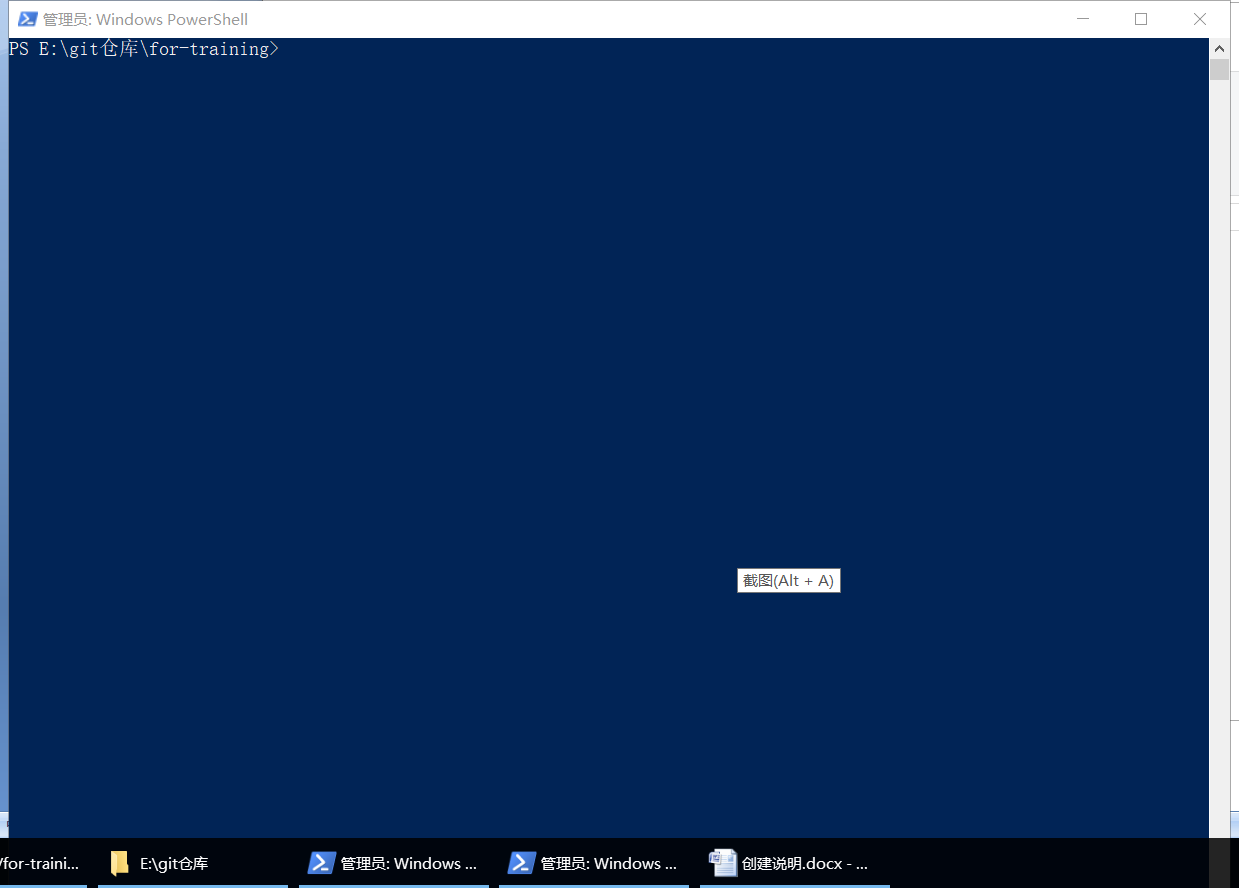 管理员: Windows PowerShell
PS E:\git仓库\for-training>
截图(Alt + A)
/for-traini...
E:\git仓库
管理员: Windows ...
管理员: Windows ...
创建说明.docx - ...